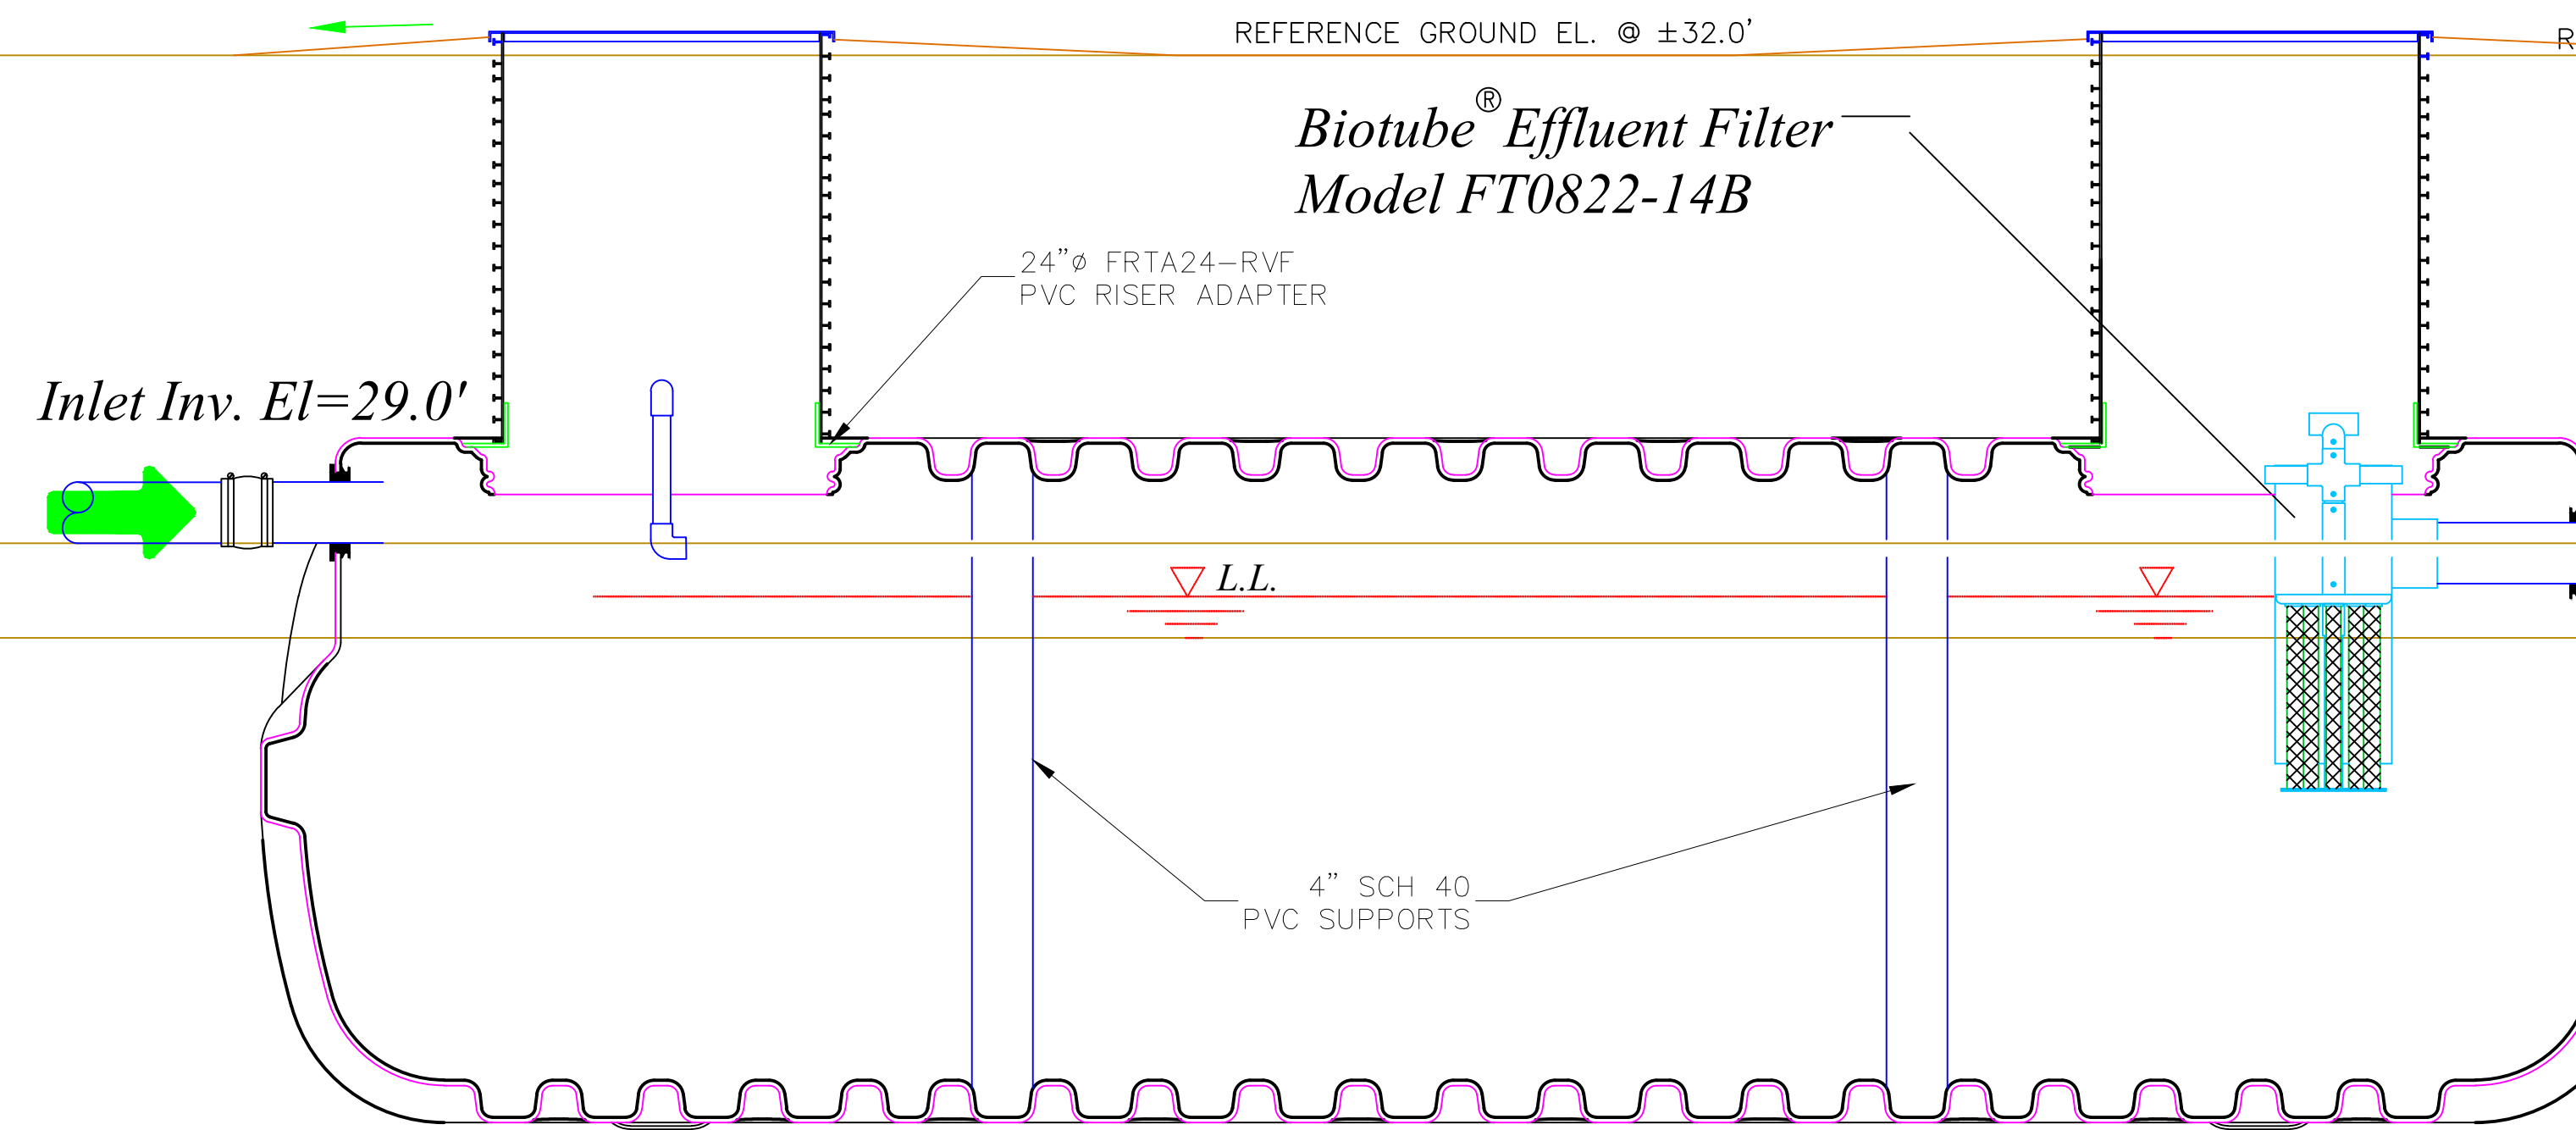 REFERENCE GROUND EL. @ ±32.0'
R
Biotube® Effluent Filter
Model FT0822-14B
24"ø FRTA24-RVF
PVC RISER ADAPTER
Inlet Inv. El=29.0'
L.L.
4" SCH 40
PVC SUPPORTS